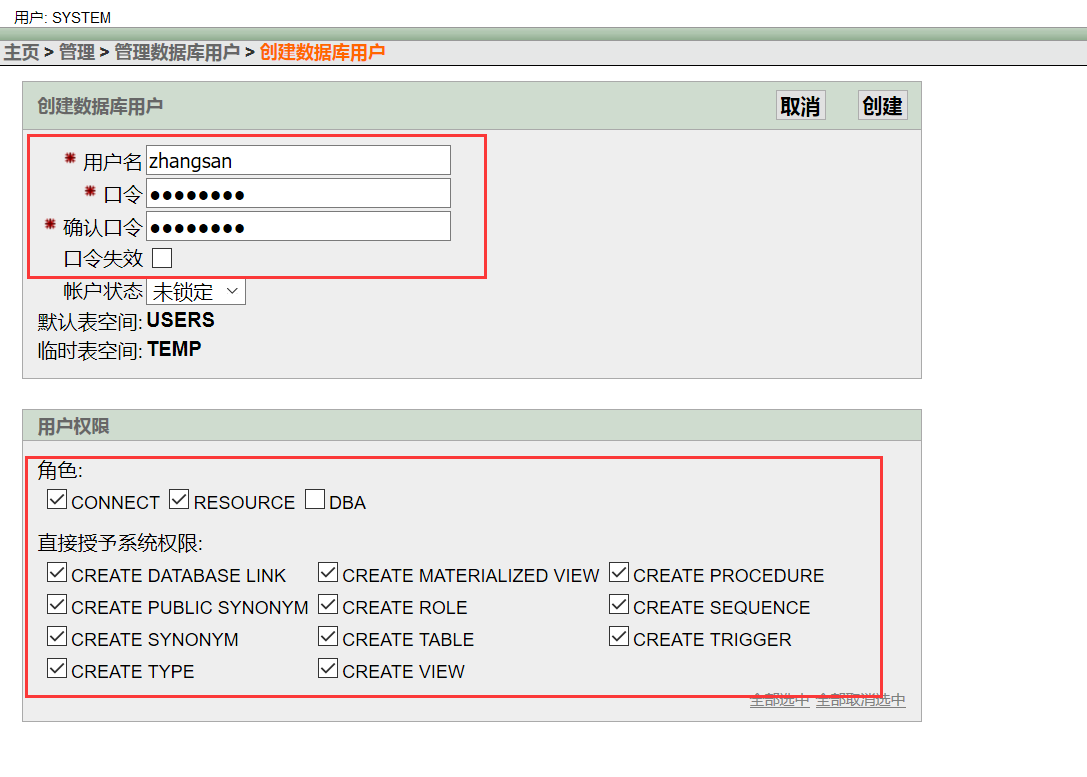 用户: SYSTEM
主页 > 管理 > 管理数据库用户 > 创建数据库用户
创建数据库用户 取消 创建
* 用户名 zhangsan
* 口令 ●●●●●●●●
* 确认口令 ●●●●●●●●
口令失效
帐户状态 未锁定
默认表空间: USERS
临时表空间: TEMP
用户权限
角色:
CONNECT RESOURCE DBA
直接授予系统权限:
CREATE DATABASE LINK CREATE MATERIALIZED VIEW CREATE PROCEDURE
CREATE PUBLIC SYNONYM CREATE ROLE CREATE SEQUENCE
CREATE SYNONYM CREATE TABLE CREATE TRIGGER
CREATE TYPE CREATE VIEW
全部选中 全部取消选中